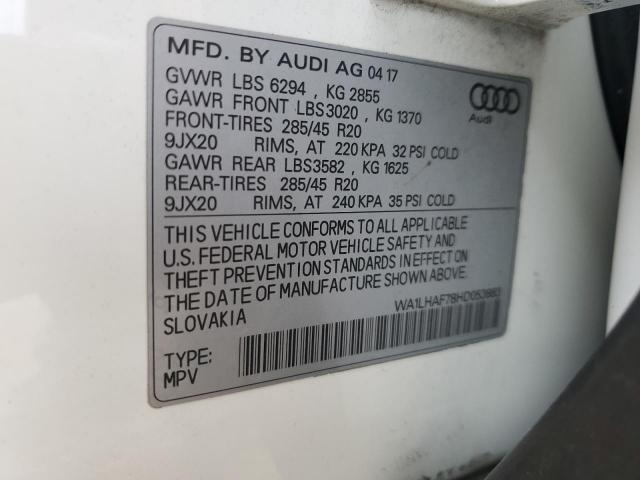 MFD. BY AUDI AG 04 17
GVWR LBS 6294 , KG 2855
GAWR FRONT LBS3020 , KG 1370
FRONT-TIRES 285/45 R20
9JX20 RIMS, AT 220 KPA 32 PSI COLD
GAWR REAR LBS3582 , KG 1625
REAR-TIRES 285/45 R20
9JX20 RIMS, AT 240 KPA 35 PSI COLD
Audi
THIS VEHICLE CONFORMS TO ALL APPLICABLE
U.S. FEDERAL MOTOR VEHICLE SAFETY AND
THEFT PREVENTION STANDARDS IN EFFECT ON
THE DATE OF MANUFACTURE SHOWN ABOVE.
SLOVAKIA
WA1LHAF78HD053883
TYPE:
MPV